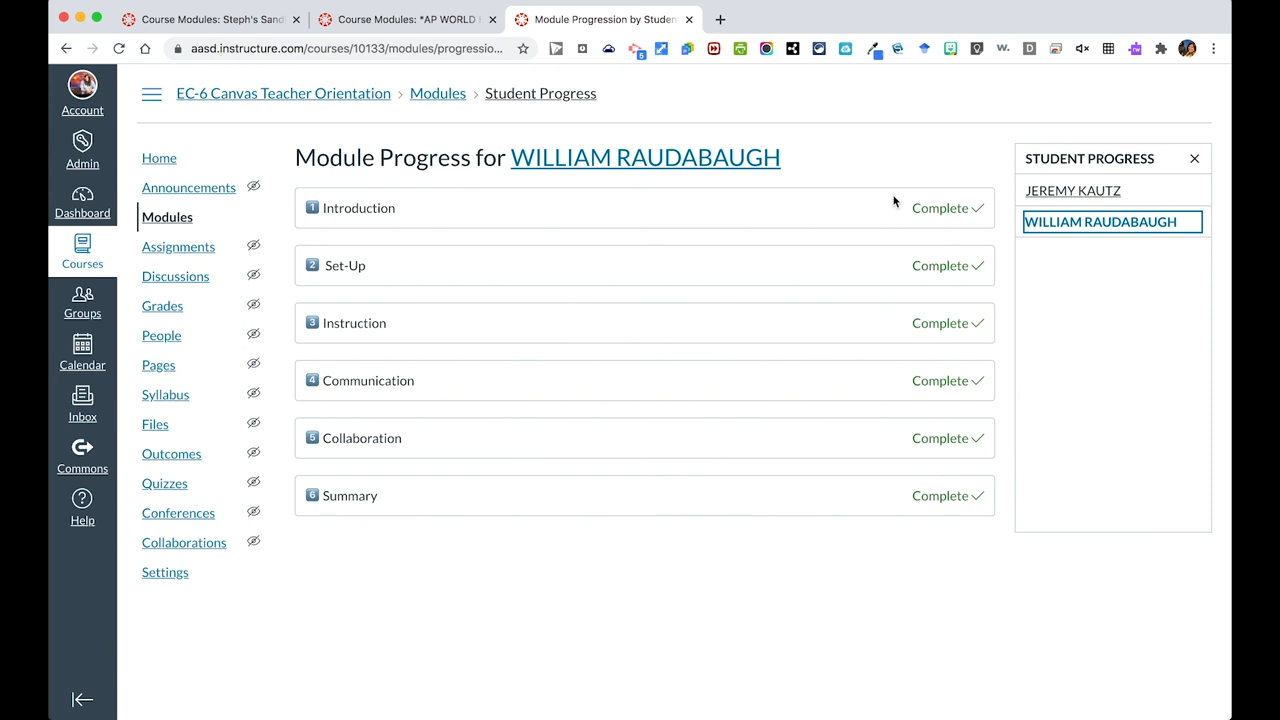 Course Modules: Steph's Sand
Course Modules: *AP WORLD
Module Progression by Studen
aasd.instructure.com/courses/10133/modules/progressio...
5
w.
D
Account
Admin
Dashboard
Courses
Groups
Calendar
Inbox
Commons
Help
EC-6 Canvas Teacher Orientation > Modules > Student Progress
Home
Announcements
Modules
Assignments
Discussions
Grades
People
Pages
Syllabus
Files
Outcomes
Quizzes
Conferences
Collaborations
Settings
Module Progress for WILLIAM RAUDABAUGH
1 Introduction Complete
2 Set-Up Complete
3 Instruction Complete
4 Communication Complete
5 Collaboration Complete
6 Summary Complete
STUDENT PROGRESS
JEREMY KAUTZ
WILLIAM RAUDABAUGH